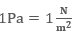 1Pa = 1 N/m²